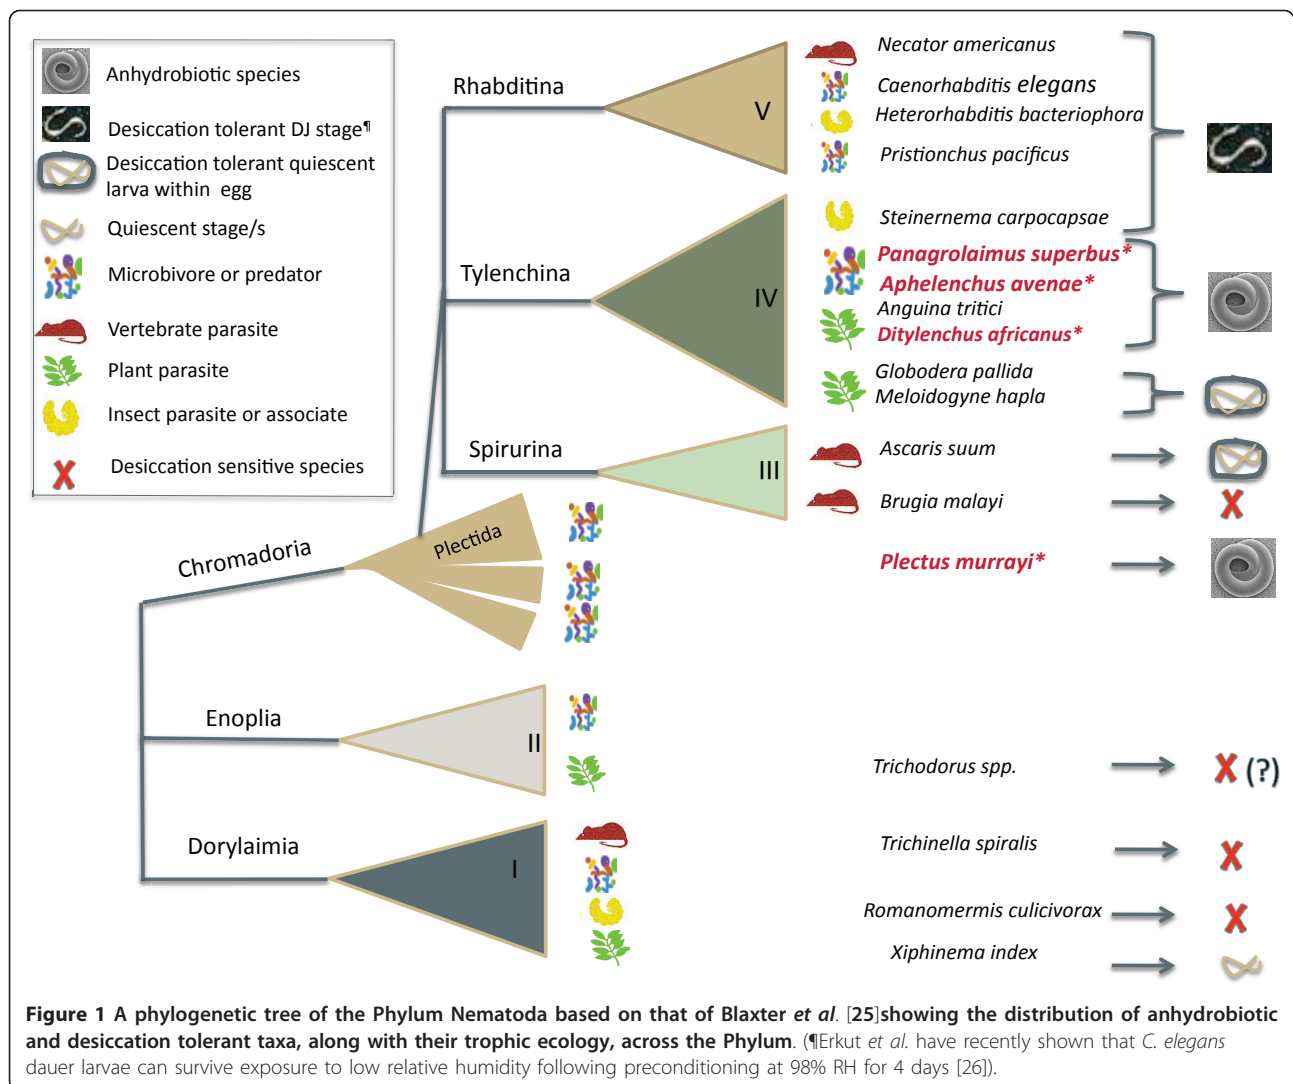 Anhydrobiotic species
Desiccation tolerant DJ stage¶
Desiccation tolerant quiescent
larva within egg
Quiescent stage/s
Microbivore or predator
Vertebrate parasite
Plant parasite
Insect parasite or associate
Desiccation sensitive species
Rhabditina
V
Necator americanus
Caenorhabditis elegans
Heterorhabditis bacteriophora
Pristionchus pacificus
Steinernema carpocapsae
Tylenchina
IV
Panagrolaimus superbus*
Aphelenchus avenae*
Anguina tritici
Ditylenchus africanus*
Globodera pallida
Meloidogyne hapla
Spirurina
III
Ascaris suum
Brugia malayi
Chromadoria
Plectida
Plectus murrayi*
Enoplia
II
Trichodorus spp.
(?)
Dorylaimia
I
Trichinella spiralis
Romanomermis culicivorax
Xiphinema index
Figure 1 A phylogenetic tree of the Phylum Nematoda based on that of Blaxter et al. [25]showing the distribution of anhydrobiotic
and desiccation tolerant taxa, along with their trophic ecology, across the Phylum. (¶Erkut et al. have recently shown that C. elegans
dauer larvae can survive exposure to low relative humidity following preconditioning at 98% RH for 4 days [26]).